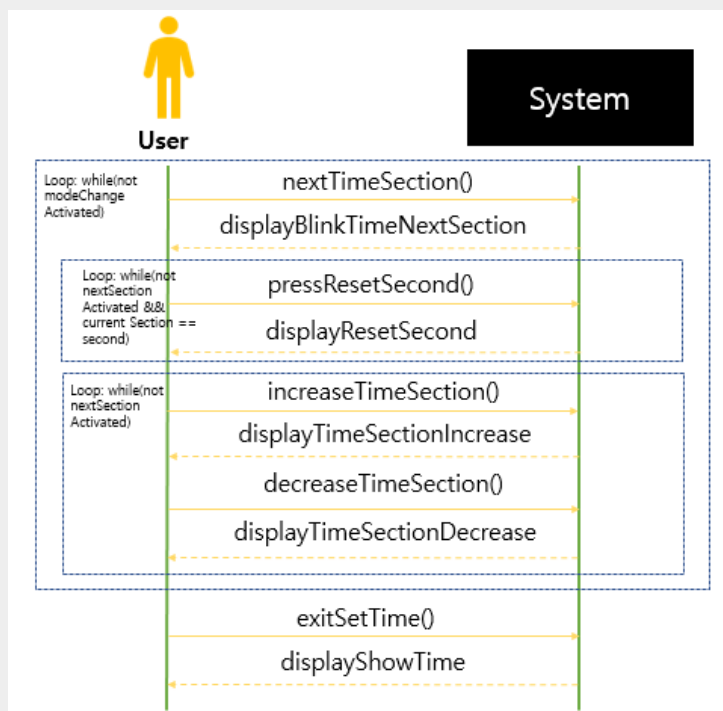 User
System
Loop: while(not
modeChange
Activated)
nextTimeSection()
displayBlinkTimeNextSection
Loop: while(not
nextSection
Activated &&
current Section ==
second)
pressResetSecond()
displayResetSecond
Loop: while(not
nextSection
Activated)
increaseTimeSection()
displayTimeSectionIncrease
decreaseTimeSection()
displayTimeSectionDecrease
exitSetTime()
displayShowTime